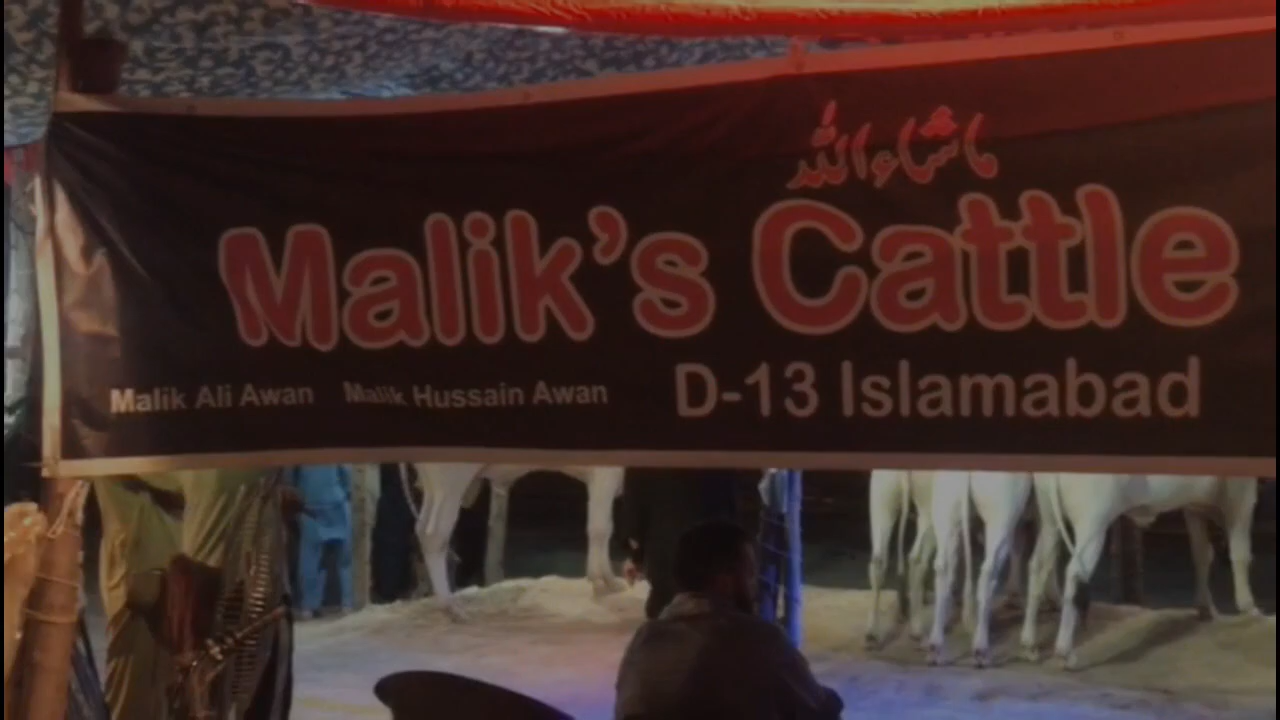 ماشاءاللہ
Malik's Cattle
D-13 Islamabad
Malik Ali Awan Malik Hussain Awan